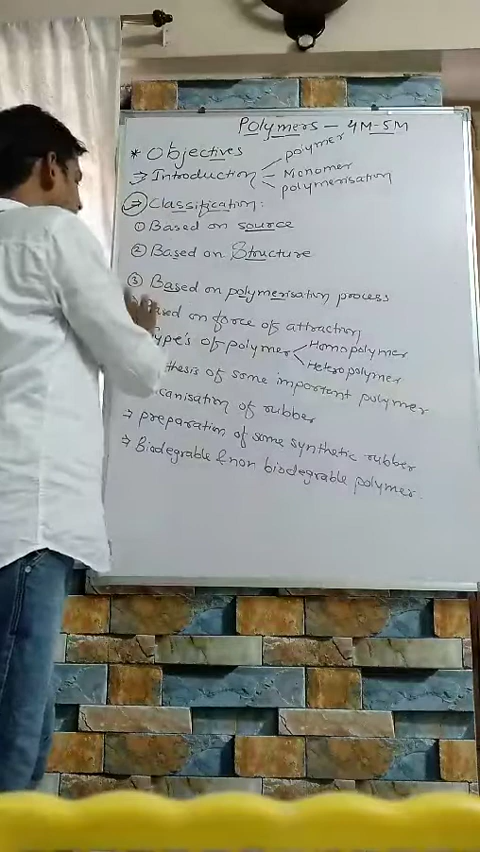 Polymers - 4M-5M
* Objectives
polymer
→ Introduction
Monomer
polymerisation
→ Classification:
① Based on source
② Based on Structure
③ Based on polymerisation process
on force of attraction
of polymer
Homopolymer
Heteropolymer
of some important polymer
of rubber
→ preparation of some synthetic rubber
→ Biodegrable & non biodegrable polymer.